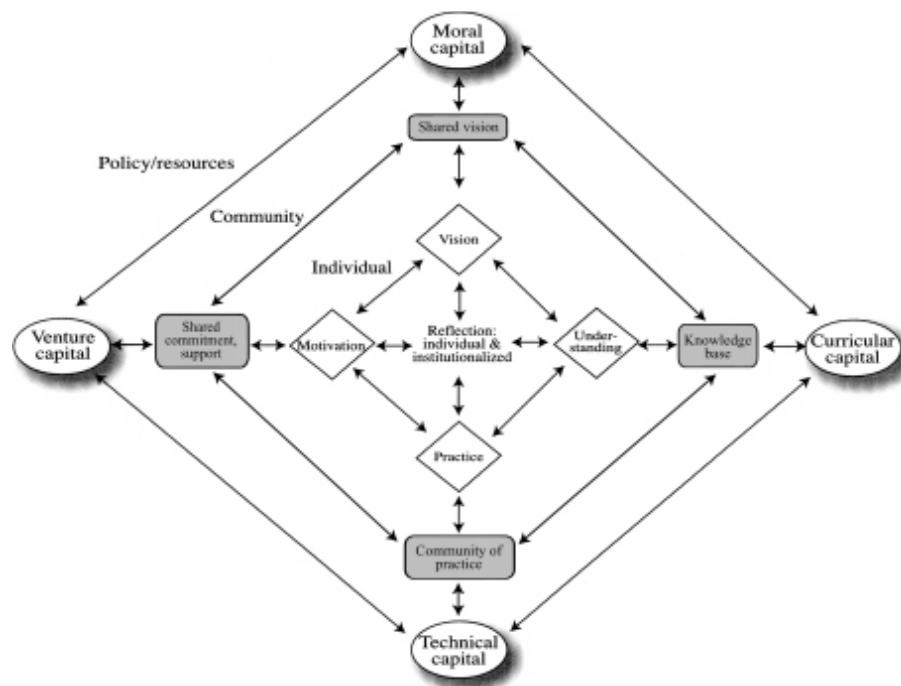 Moral
capital
Shared vision
Policy/resources
Community
Vision
Individual
Venture
capital
Shared
commitment,
support
Motivation
Reflection:
individual &
institutionalized
Under-
standing
Knowledge
base
Curricular
capital
Practice
Community of
practice
Technical
capital